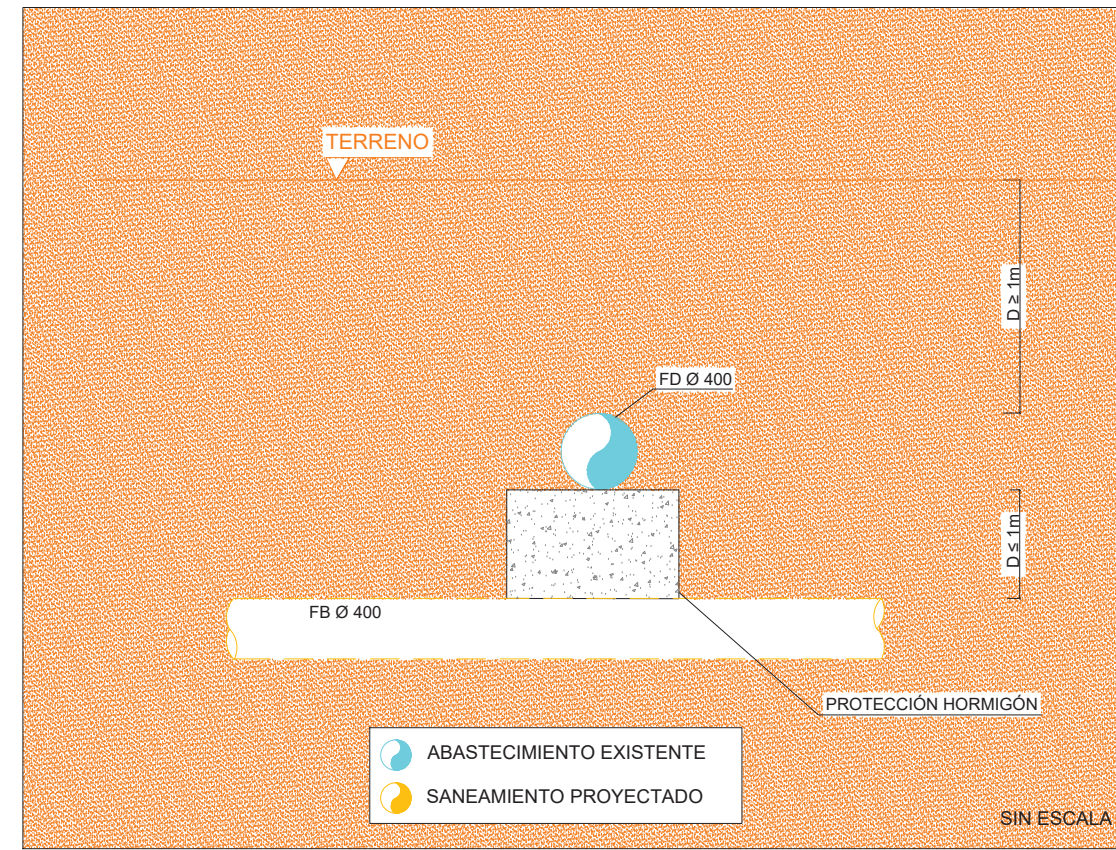 TERRENO
D ≥ 1m
FD Ø 400
D ≤ 1m
FB Ø 400
PROTECCIÓN HORMIGÓN
ABASTECIMIENTO EXISTENTE
SANEAMIENTO PROYECTADO
SIN ESCALA